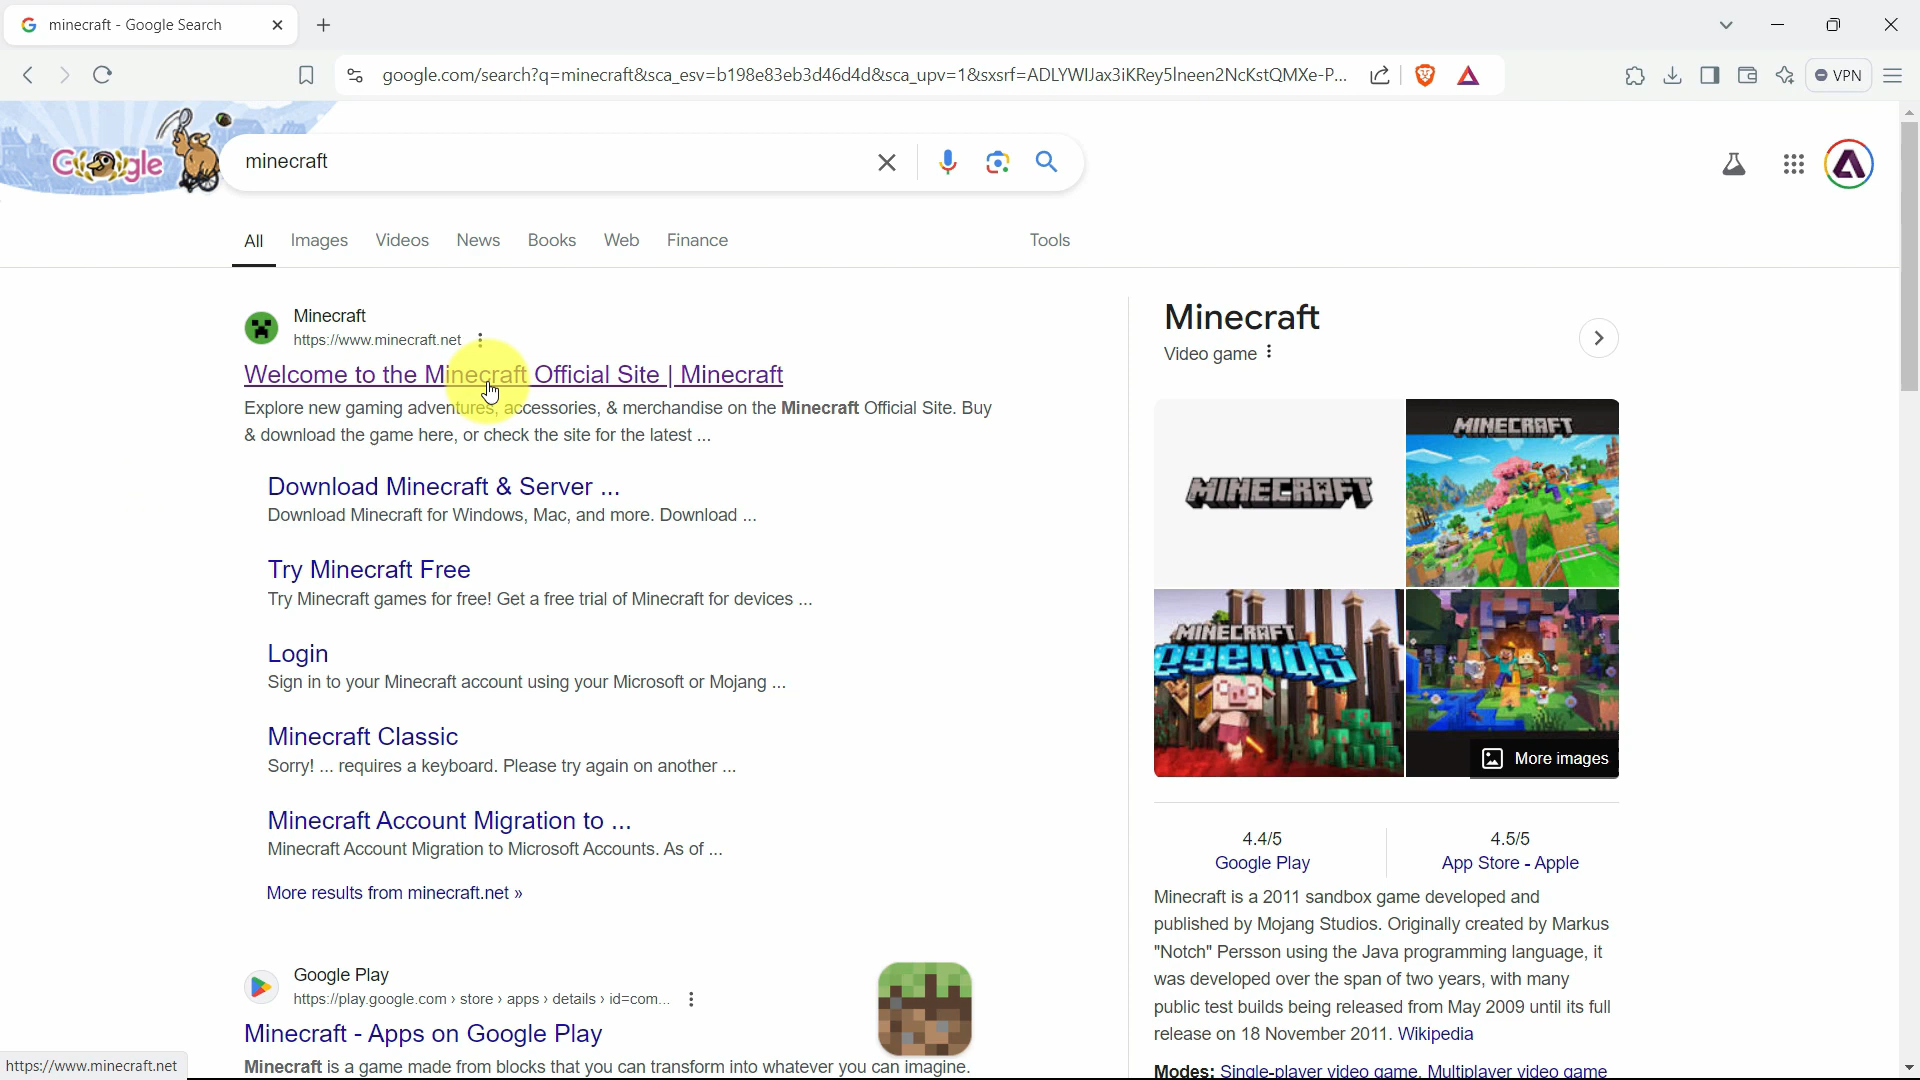 minecraft - Google Search
google.com/search?q=minecraft&sca_esv=b198e83eb3d46d4d&sca_upv=1&sxsrf=ADLYWIJax3iKRey5lneen2NcKstQMXe-P...
VPN
Google
minecraft
All Images Videos News Books Web Finance Tools
Minecraft
https://www.minecraft.net
Welcome to the Minecraft Official Site | Minecraft
Explore new gaming adventures, accessories, & merchandise on the Minecraft Official Site. Buy
& download the game here, or check the site for the latest ...
Download Minecraft & Server ...
Download Minecraft for Windows, Mac, and more. Download ...
Try Minecraft Free
Try Minecraft games for free! Get a free trial of Minecraft for devices ...
Login
Sign in to your Minecraft account using your Microsoft or Mojang ...
Minecraft Classic
Sorry! ... requires a keyboard. Please try again on another ...
Minecraft Account Migration to ...
Minecraft Account Migration to Microsoft Accounts. As of ...
More results from minecraft.net »
Google Play
https://play.google.com › store › apps › details › id=com...
Minecraft - Apps on Google Play
Minecraft is a game made from blocks that you can transform into whatever you can imagine.
https://www.minecraft.net
Minecraft
Video game
MINECRAFT
MINECRAFT
MINECRAFT
egends
More images
4.4/5
Google Play
4.5/5
App Store - Apple
Minecraft is a 2011 sandbox game developed and
published by Mojang Studios. Originally created by Markus
"Notch" Persson using the Java programming language, it
was developed over the span of two years, with many
public test builds being released from May 2009 until its full
release on 18 November 2011. Wikipedia
Modes: Single-player video game, Multiplayer video game